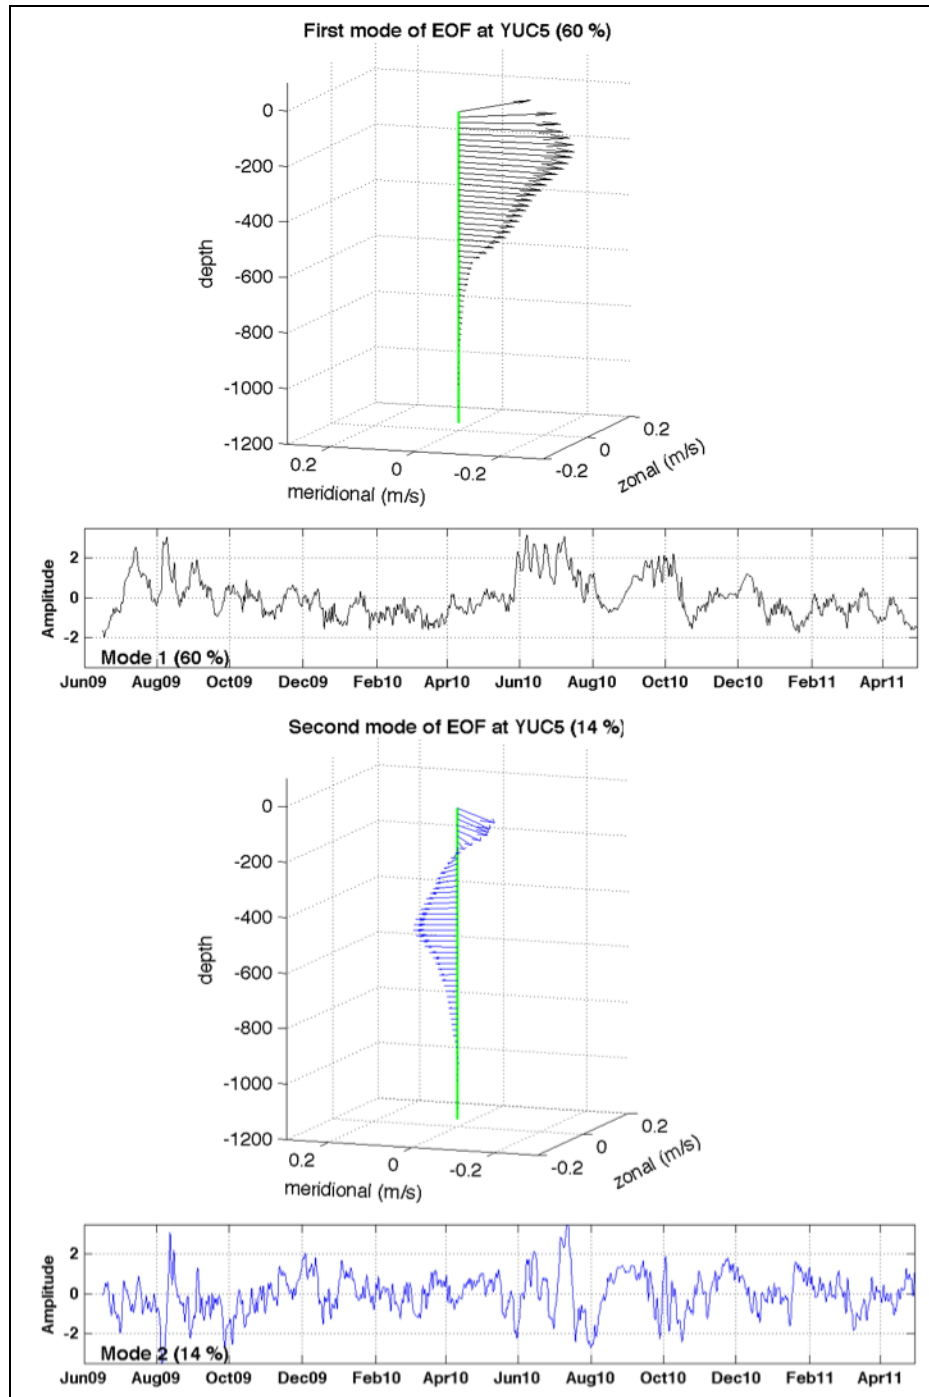 First mode of EOF at YUC5 (60 %)
0
-200
-400
-600
-800
-1000
-1200
depth
0.2
0
-0.2
meridional (m/s)
-0.2
0
0.2
zonal (m/s)
2
0
-2
Amplitude
Mode 1 (60 %)
Jun09 Aug09 Oct09 Dec09 Feb10 Apr10 Jun10 Aug10 Oct10 Dec10 Feb11 Apr11
Second mode of EOF at YUC5 (14 %)
0
-200
-400
-600
-800
-1000
-1200
depth
0.2
0
-0.2
meridional (m/s)
-0.2
0
0.2
zonal (m/s)
2
0
-2
Amplitude
Mode 2 (14 %)
Jun09 Aug09 Oct09 Dec09 Feb10 Apr10 Jun10 Aug10 Oct10 Dec10 Feb11 Apr11